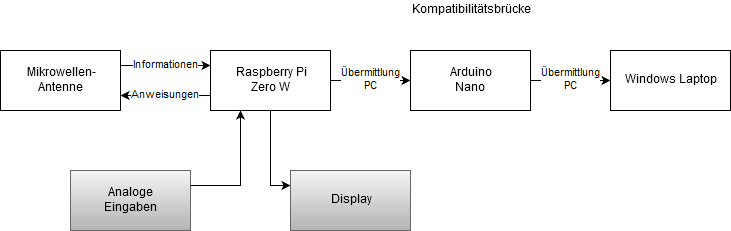 Kompatibilitätsbrücke
Mikrowellen-
Antenne
Informationen
Anweisungen
Raspberry Pi
Zero W
Übermittlung
PC
Arduino
Nano
Übermittlung
PC
Windows Laptop
Analoge
Eingaben
Display